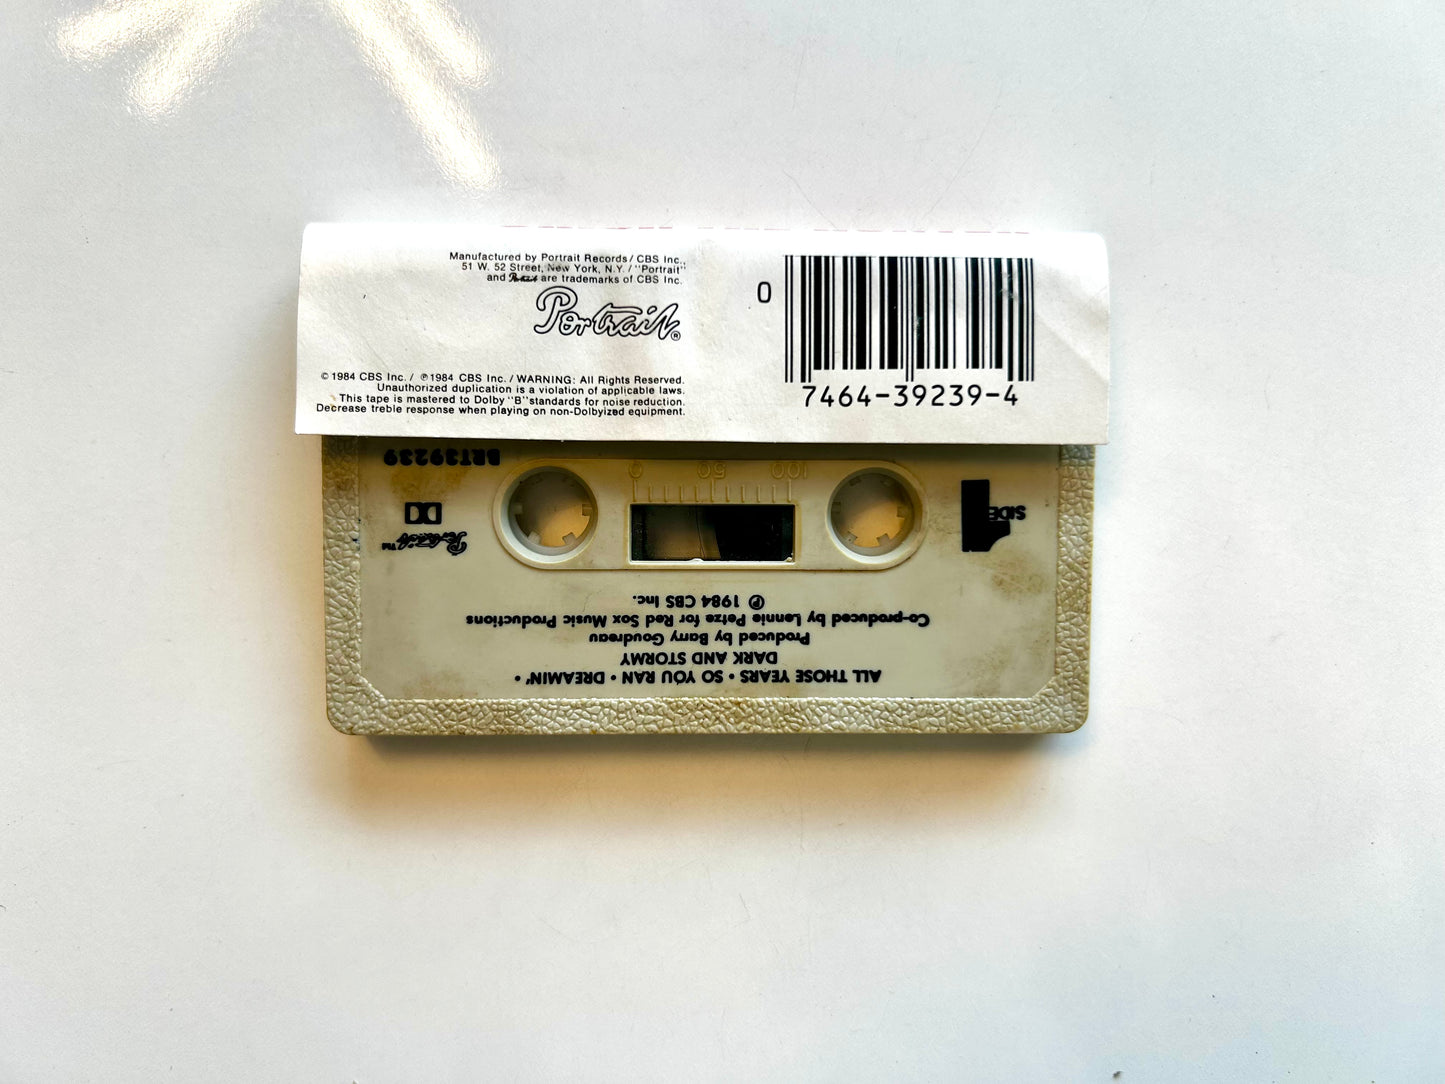 Manufactured by Portrait Records/ CBS Inc.,
51 W. 52 Street, New York, N.Y. / "Portrait"
and Portrait are trademarks of CBS Inc.
Portrait®
© 1984 CBS Inc. / ℗ 1984 CBS Inc. / WARNING: All Rights Reserved.
Unauthorized duplication is a violation of applicable laws.
This tape is mastered to Dolby "B" standards for noise reduction.
Decrease treble response when playing on non-Dolbyized equipment.
0
7464-39239-4
ALL THOSE YEARS • SO YOU RAN • DREAMIN' •
DARK AND STORMY
Produced by Barry Goudreau
Co-produced by Lennie Petze for Red Sox Music Productions
℗ 1984 CBS Inc.
SIDE 1
Portrait™
0 50 100
BRT39239